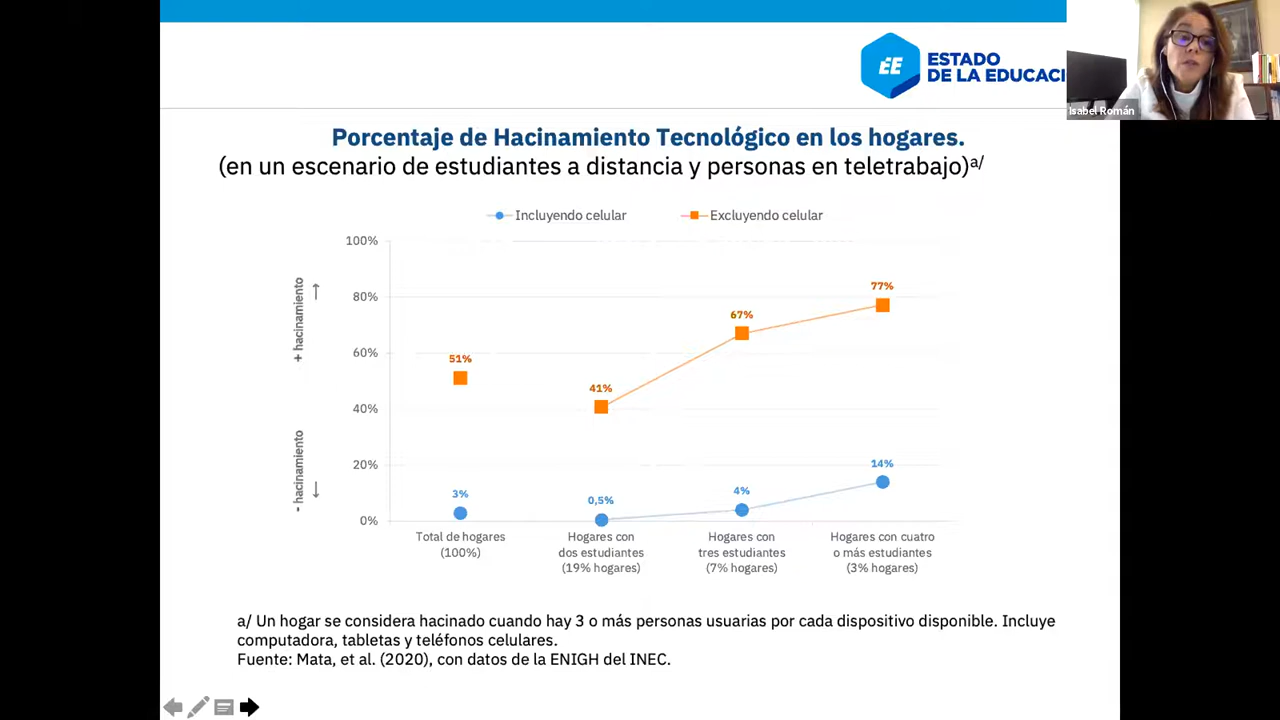 ÉE
ESTADO
DE LA EDUCACI
Isabel Román
Porcentaje de Hacinamiento Tecnológico en los hogares.
(en un escenario de estudiantes a distancia y personas en teletrabajo)a/
Incluyendo celular
Excluyendo celular
100%
80%
60%
40%
20%
0%
+ hacinamiento
- hacinamiento
51%
41%
67%
77%
3%
0,5%
4%
14%
Total de hogares
(100%)
Hogares con
dos estudiantes
(19% hogares)
Hogares con
tres estudiantes
(7% hogares)
Hogares con cuatro
o más estudiantes
(3% hogares)
a/ Un hogar se considera hacinado cuando hay 3 o más personas usuarias por cada dispositivo disponible. Incluye
computadora, tabletas y teléfonos celulares.
Fuente: Mata, et al. (2020), con datos de la ENIGH del INEC.